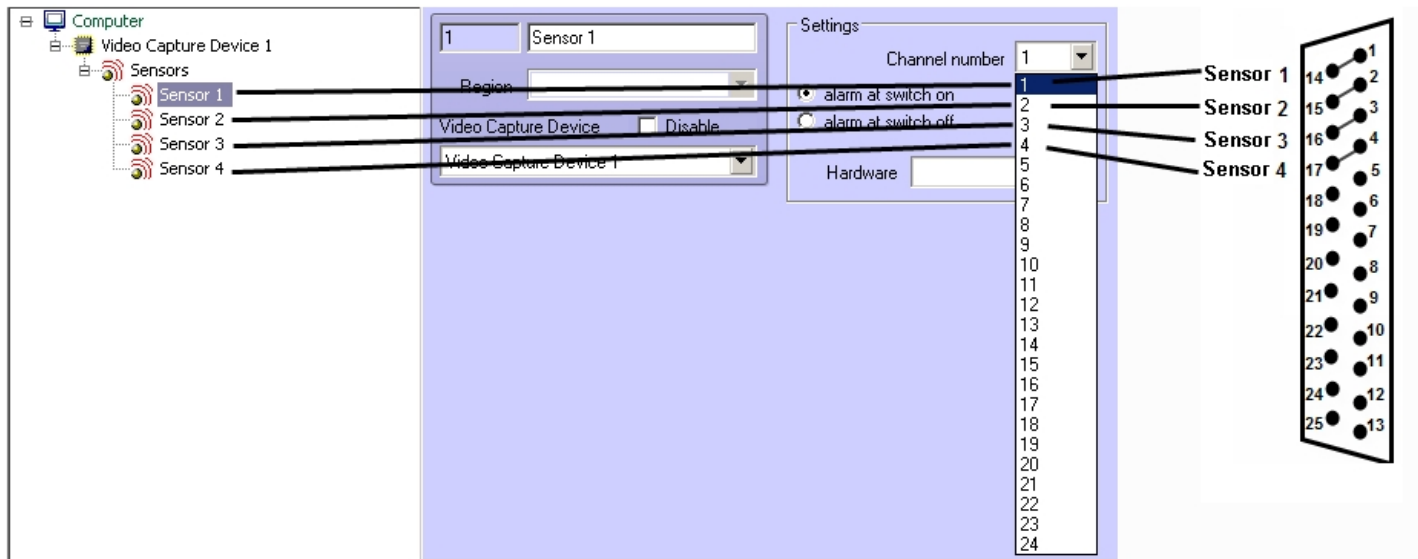 Computer
Video Capture Device 1
Sensors
Sensor 1
Sensor 2
Sensor 3
Sensor 4
1
Sensor 1
Region
Video Capture Device
Disable
Video Capture Device 1
Settings
Channel number
1
alarm at switch on
alarm at switch off
Hardware
1
2
3
4
5
6
7
8
9
10
11
12
13
14
15
16
17
18
19
20
21
22
23
24
Sensor 1
Sensor 2
Sensor 3
Sensor 4
1
14
2
15
3
16
4
17
5
18
6
19
7
20
8
21
9
22
10
23
11
24
12
25
13